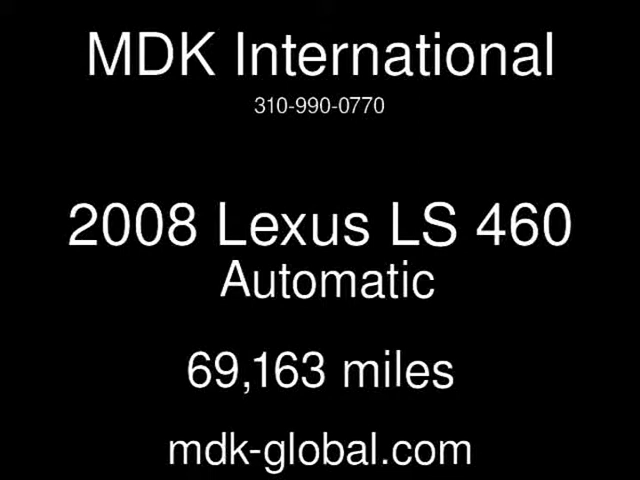 MDK International
310-990-0770
2008 Lexus LS 460
Automatic
69,163 miles
mdk-global.com